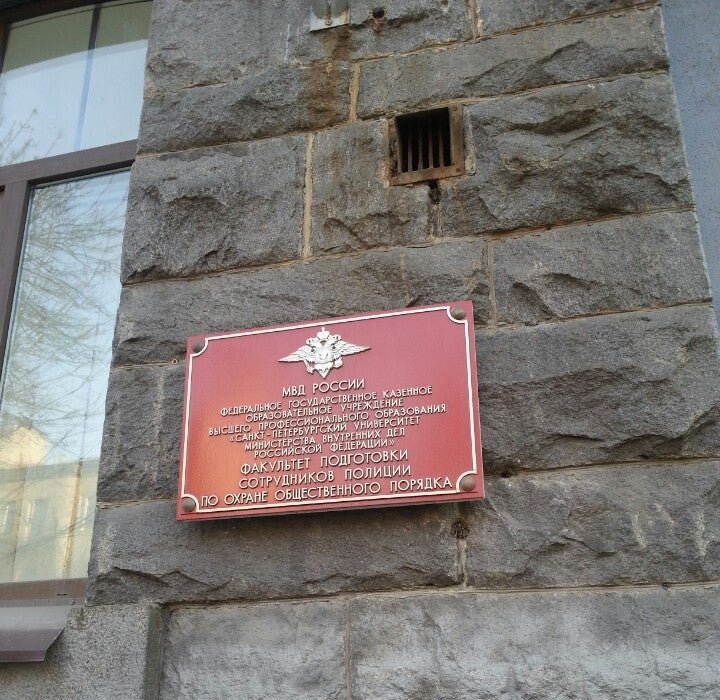 МВД РОССИИ
ФЕДЕРАЛЬНОЕ ГОСУДАРСТВЕННОЕ КАЗЕННОЕ
ОБРАЗОВАТЕЛЬНОЕ УЧРЕЖДЕНИЕ
ВЫСШЕГО ПРОФЕССИОНАЛЬНОГО ОБРАЗОВАНИЯ
«САНКТ-ПЕТЕРБУРГСКИЙ УНИВЕРСИТЕТ
МИНИСТЕРСТВА ВНУТРЕННИХ ДЕЛ
РОССИЙСКОЙ ФЕДЕРАЦИИ»
ФАКУЛЬТЕТ ПОДГОТОВКИ
СОТРУДНИКОВ ПОЛИЦИИ
ПО ОХРАНЕ ОБЩЕСТВЕННОГО ПОРЯДКА